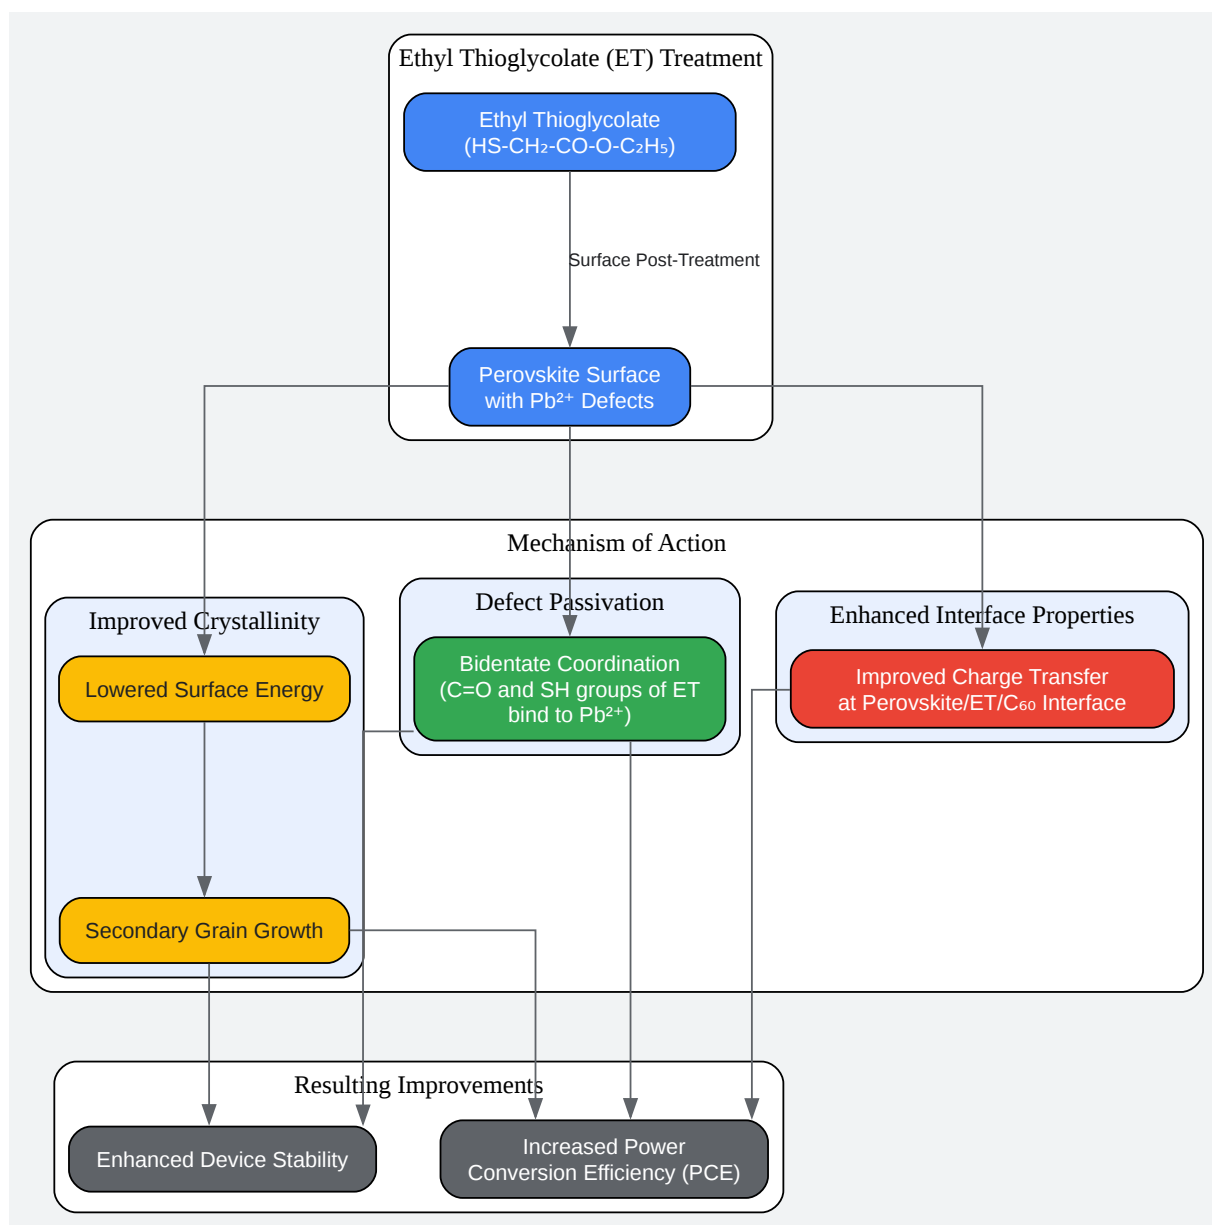 Ethyl Thioglycolate (ET) Treatment
Ethyl Thioglycolate
(HS-CH₂-CO-O-C₂H₅)
Surface Post-Treatment
Perovskite Surface
with Pb²⁺ Defects
Mechanism of Action
Improved Crystallinity
Lowered Surface Energy
Secondary Grain Growth
Defect Passivation
Bidentate Coordination
(C=O and SH groups of ET
bind to Pb²⁺)
Enhanced Interface Properties
Improved Charge Transfer
at Perovskite/ET/C₆₀ Interface
Resulting Improvements
Enhanced Device Stability
Increased Power
Conversion Efficiency (PCE)